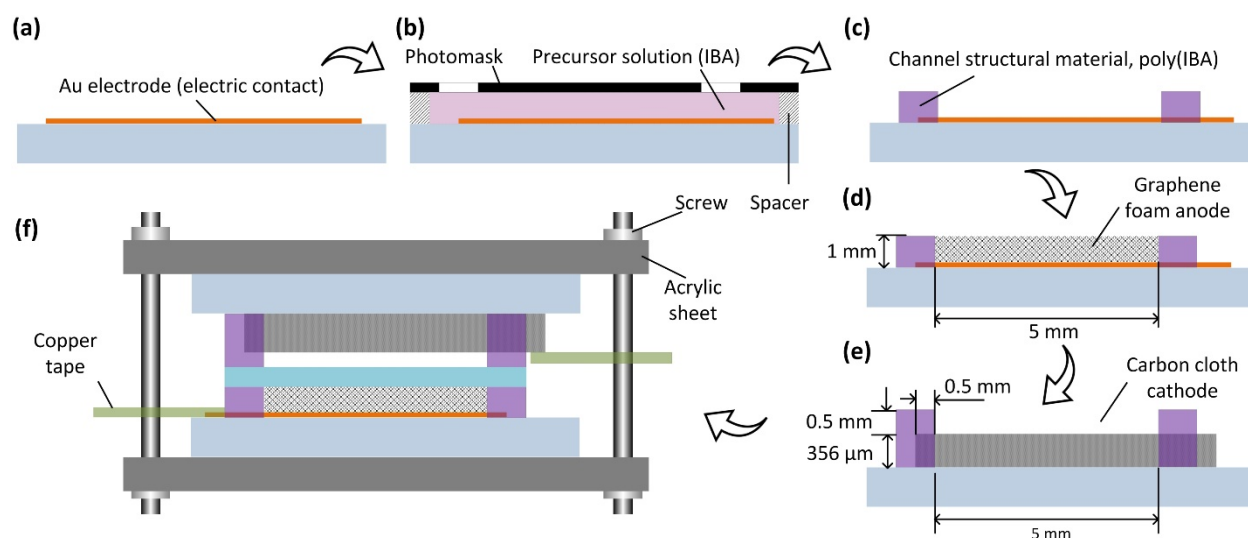 (a)
Au electrode (electric contact)
(b)
Photomask
Precursor solution (IBA)
(c)
Channel structural material, poly(IBA)
Screw
Spacer
(d)
Graphene
foam anode
1 mm
5 mm
(f)
Acrylic
sheet
Copper
tape
(e)
Carbon cloth
cathode
0.5 mm
0.5 mm
356 μm
5 mm